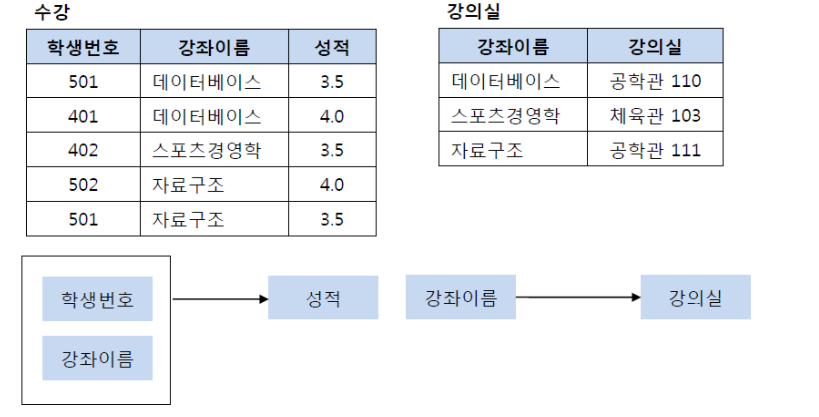 수강
학생번호 강좌이름 성적
501 데이터베이스 3.5
401 데이터베이스 4.0
402 스포츠경영학 3.5
502 자료구조 4.0
501 자료구조 3.5
강의실
강좌이름 강의실
데이터베이스 공학관 110
스포츠경영학 체육관 103
자료구조 공학관 111
학생번호 성적
강좌이름
강좌이름 강의실